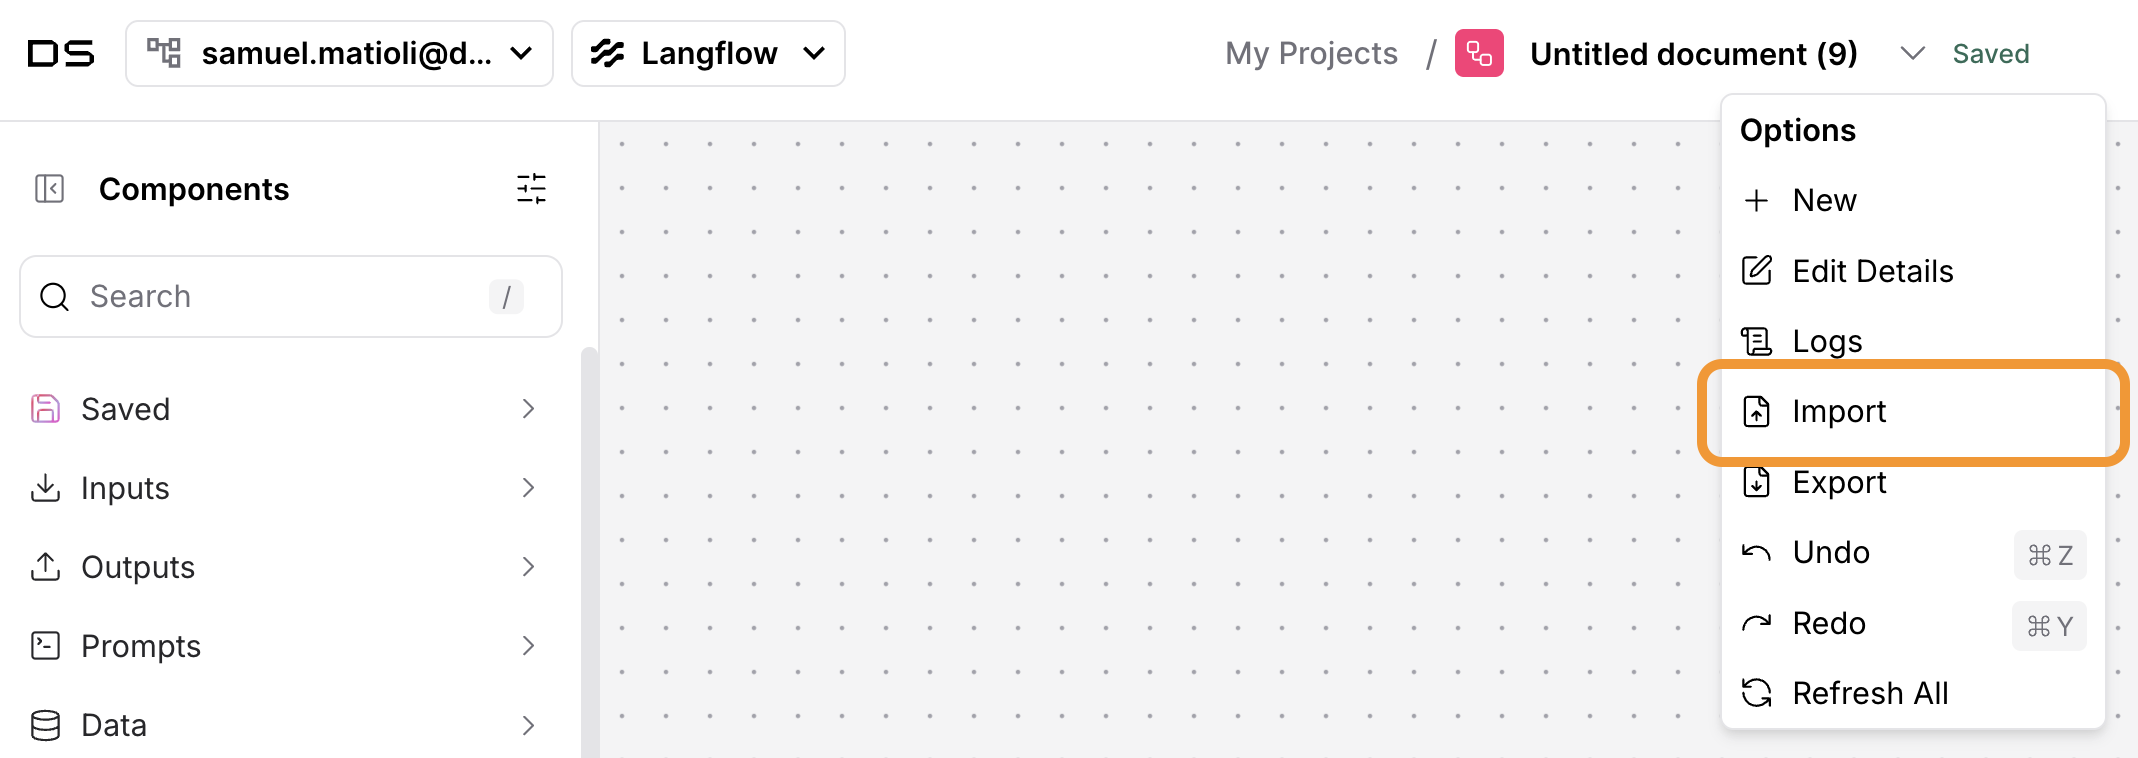 DS samuel.matioli@d... Langflow My Projects / Untitled document (9) Saved
Components
Search /
Saved
Inputs
Outputs
Prompts
Data
Options
New
Edit Details
Logs
Import
Export
Undo ⌘ Z
Redo ⌘ Y
Refresh All